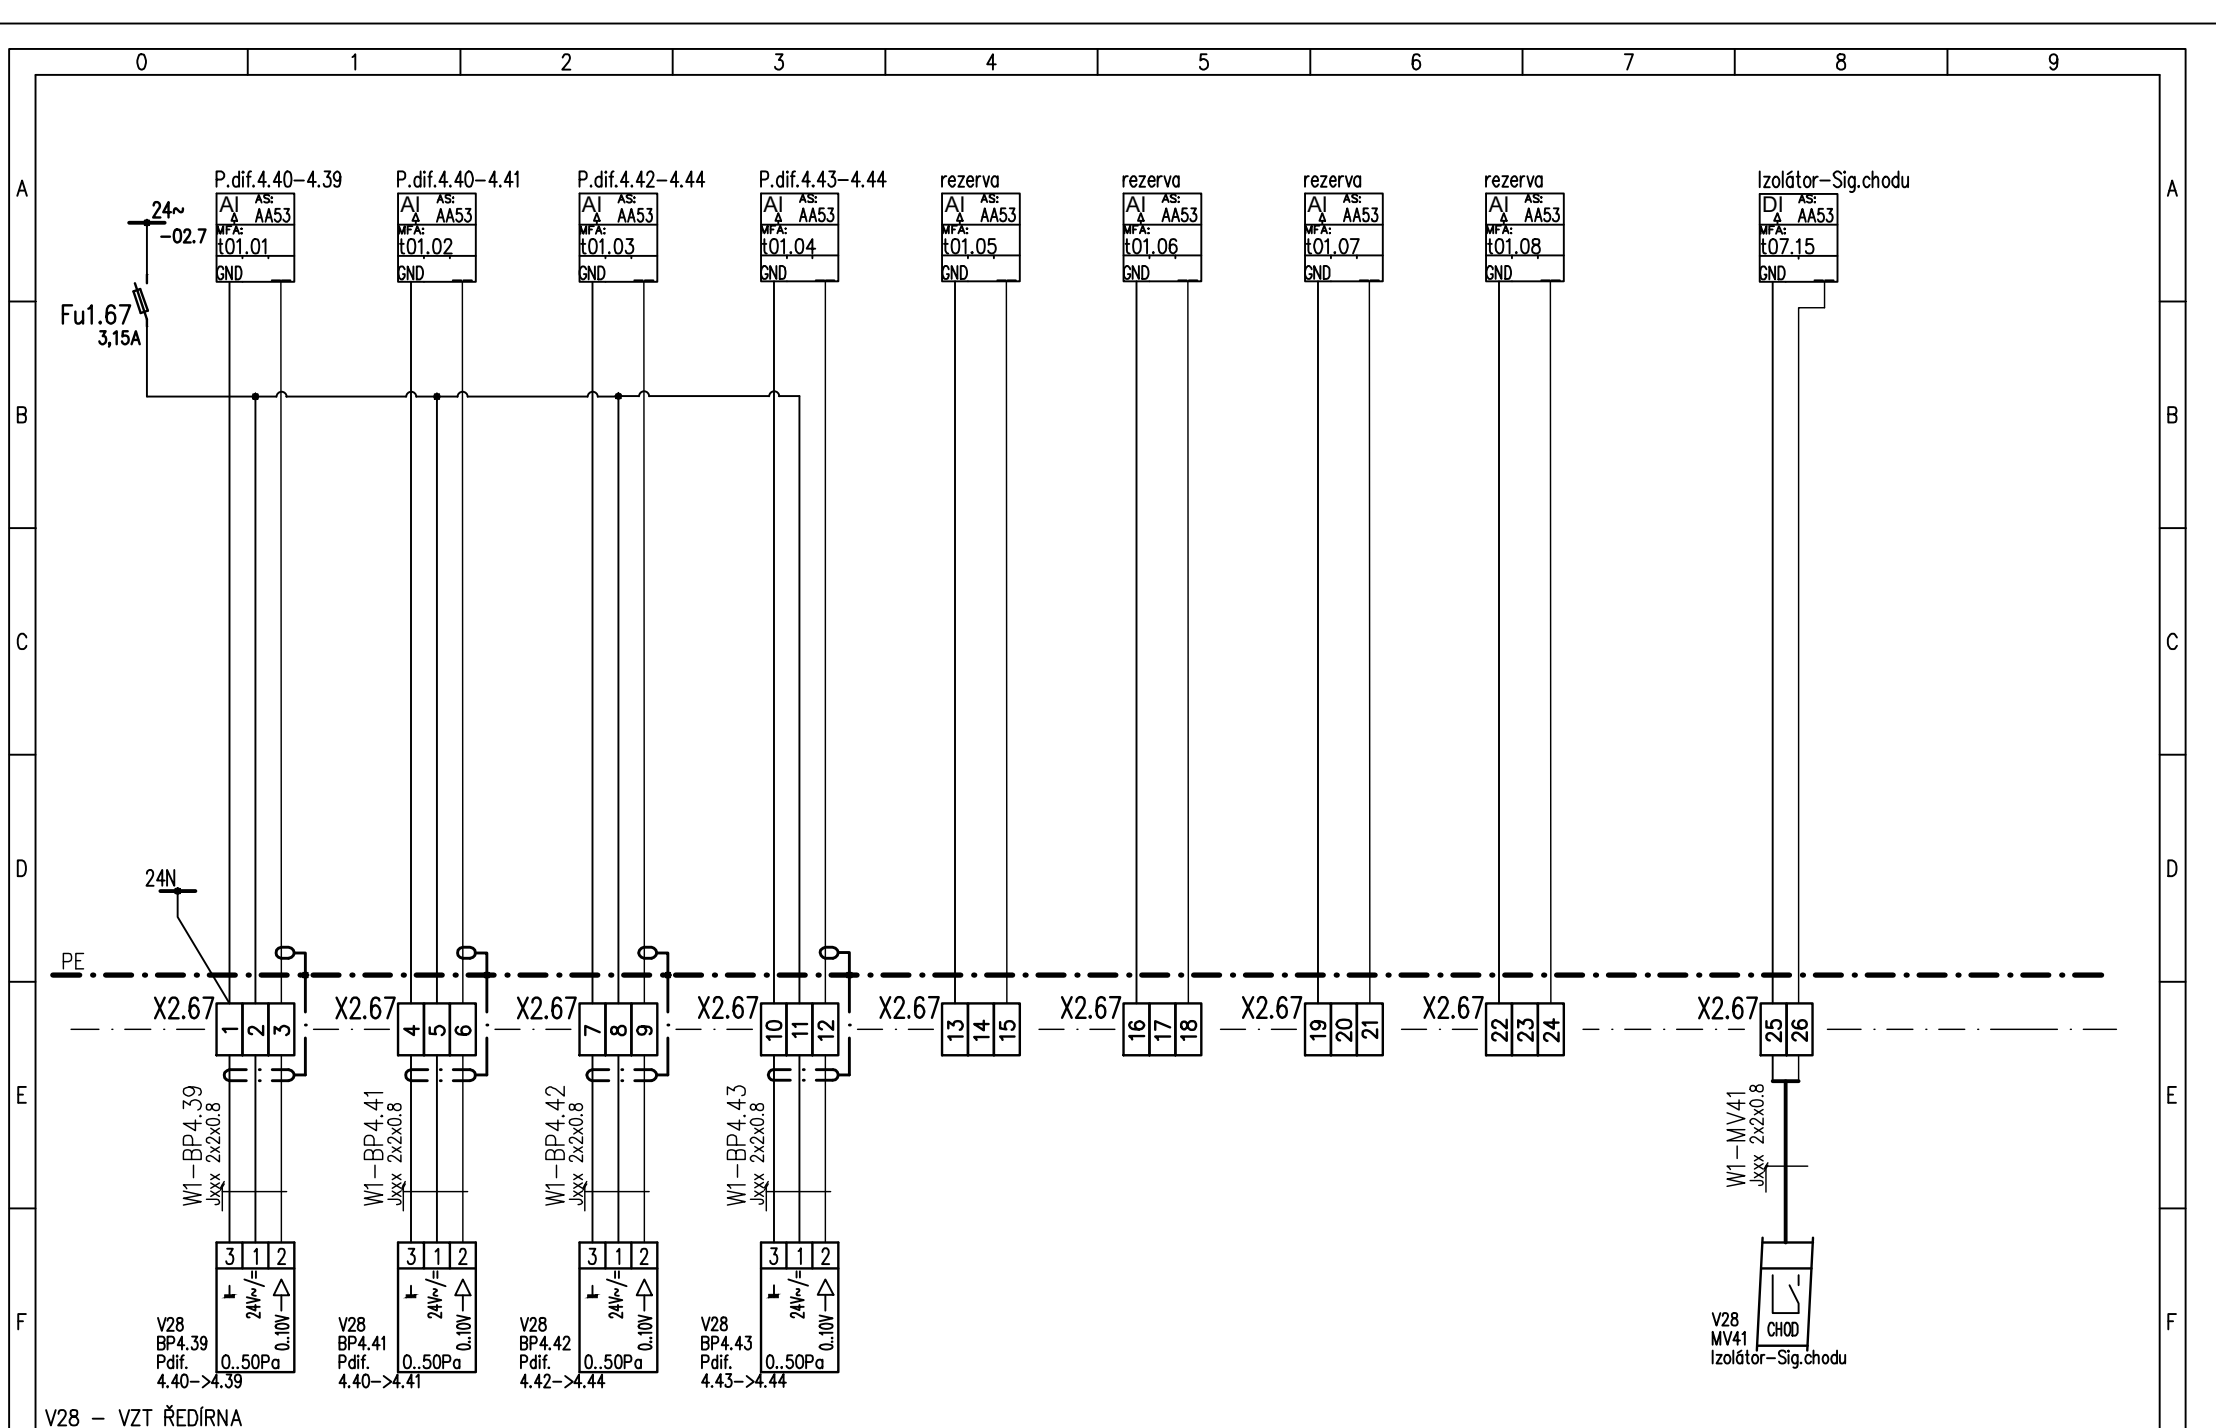 0 1 2 3 4 5 6 7 8 9
A A
P.dif.4.40-4.39 P.dif.4.40-4.41 P.dif.4.42-4.44 P.dif.4.43-4.44 rezerva rezerva rezerva rezerva Izolátor-Sig.chodu
AI AS: AI AS: AI AS: AI AS: AI AS: AI AS: AI AS: AI AS: DI AS:
24~ AA53 AA53 AA53 AA53 AA53 AA53 AA53 AA53 AA53
-02.7 MFA: MFA: MFA: MFA: MFA: MFA: MFA: MFA: MFA:
t01.01 t01.02 t01.03 t01.04 t01.05 t01.06 t01.07 t01.08 t07.15
GND GND GND GND GND GND GND GND GND
Fu1.67
3,15A
B B
C C
D D
24N
PE
X2.67 X2.67 X2.67 X2.67 X2.67 X2.67 X2.67 X2.67 X2.67
1 2 3 4 5 6 7 8 9 10 11 12 13 14 15 16 17 18 19 20 21 22 23 24 25 26
E E
W1-BP4.39
Jxxx 2x2x0.8
W1-BP4.41
Jxxx 2x2x0.8
W1-BP4.42
Jxxx 2x2x0.8
W1-BP4.43
Jxxx 2x2x0.8
W1-MV41
Jxxx 2x2x0.8
3 1 2 3 1 2 3 1 2 3 1 2
24V~/= 0..10V 24V~/= 0..10V 24V~/= 0..10V 24V~/= 0..10V
F F
V28
BP4.39
Pdif. 0..50Pa
4.40->4.39
V28
BP4.41
Pdif. 0..50Pa
4.40->4.41
V28
BP4.42
Pdif. 0..50Pa
4.42->4.44
V28
BP4.43
Pdif. 0..50Pa
4.43->4.44
V28 CHOD
MV41
Izolátor-Sig.chodu
V28 - VZT ŘEDÍRNA